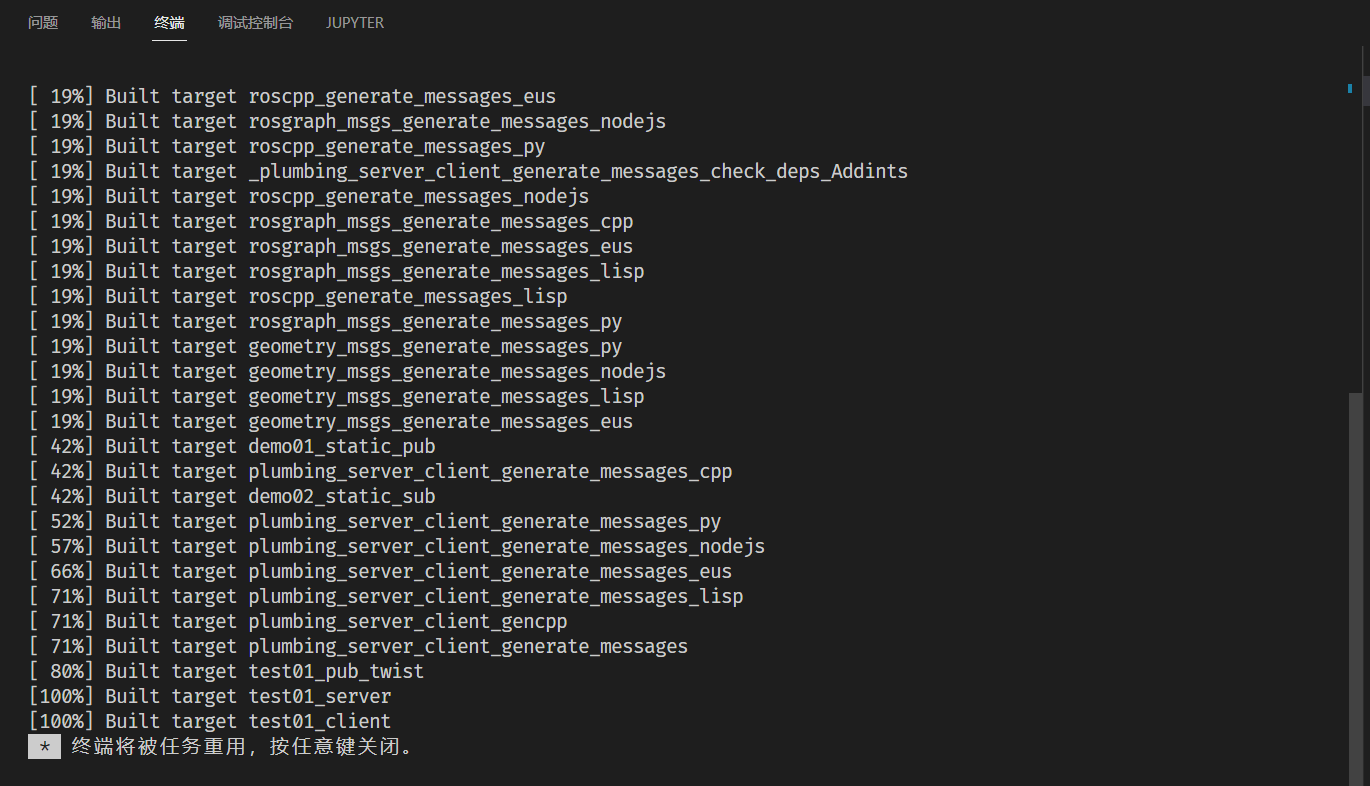 问题 输出 终端 调试控制台 JUPYTER
[ 19%] Built target roscpp_generate_messages_eus
[ 19%] Built target rosgraph_msgs_generate_messages_nodejs
[ 19%] Built target roscpp_generate_messages_py
[ 19%] Built target _plumbing_server_client_generate_messages_check_deps_Addints
[ 19%] Built target roscpp_generate_messages_nodejs
[ 19%] Built target rosgraph_msgs_generate_messages_cpp
[ 19%] Built target rosgraph_msgs_generate_messages_eus
[ 19%] Built target rosgraph_msgs_generate_messages_lisp
[ 19%] Built target roscpp_generate_messages_lisp
[ 19%] Built target rosgraph_msgs_generate_messages_py
[ 19%] Built target geometry_msgs_generate_messages_py
[ 19%] Built target geometry_msgs_generate_messages_nodejs
[ 19%] Built target geometry_msgs_generate_messages_lisp
[ 19%] Built target geometry_msgs_generate_messages_eus
[ 42%] Built target demo01_static_pub
[ 42%] Built target plumbing_server_client_generate_messages_cpp
[ 42%] Built target demo02_static_sub
[ 52%] Built target plumbing_server_client_generate_messages_py
[ 57%] Built target plumbing_server_client_generate_messages_nodejs
[ 66%] Built target plumbing_server_client_generate_messages_eus
[ 71%] Built target plumbing_server_client_generate_messages_lisp
[ 71%] Built target plumbing_server_client_gencpp
[ 71%] Built target plumbing_server_client_generate_messages
[ 80%] Built target test01_pub_twist
[100%] Built target test01_server
[100%] Built target test01_client
* 终端将被任务重用，按任意键关闭。